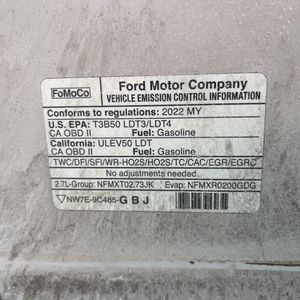 FoMoCo
Ford Motor Company
VEHICLE EMISSION CONTROL INFORMATION
Conforms to regulations: 2022 MY
U.S. EPA: T3B50 LDT3/LDT4
CA OBD II Fuel: Gasoline
California: ULEV50 LDT
CA OBD II Fuel: Gasoline
TWC/DFI/SFI/WR-HO2S/HO2S/TC/CAC/EGR/EGRC
No adjustments needed.
2.7L-Group: NFMXT02.73JK Evap: NFMXR0200GDG
NW7E-9C485-GBJ